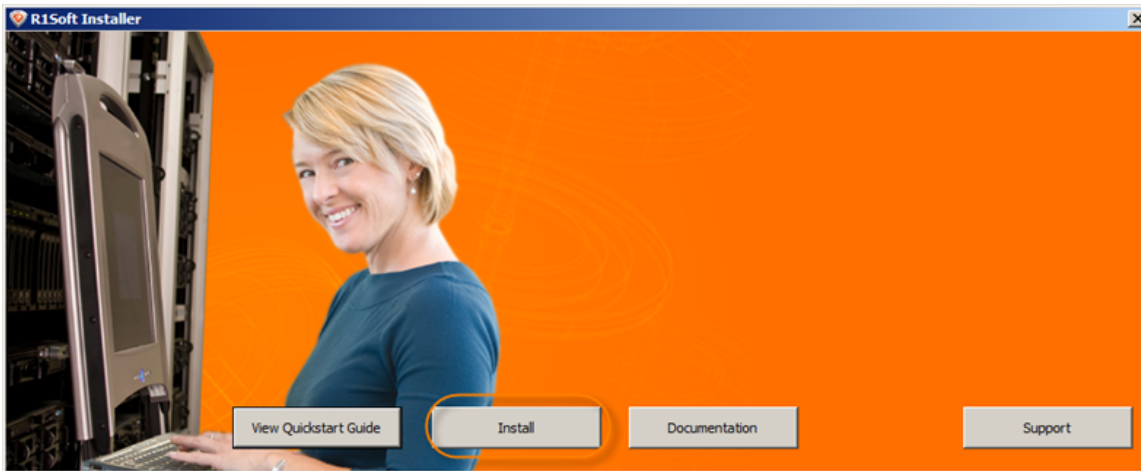 R1Soft Installer
View Quickstart Guide
Install
Documentation
Support